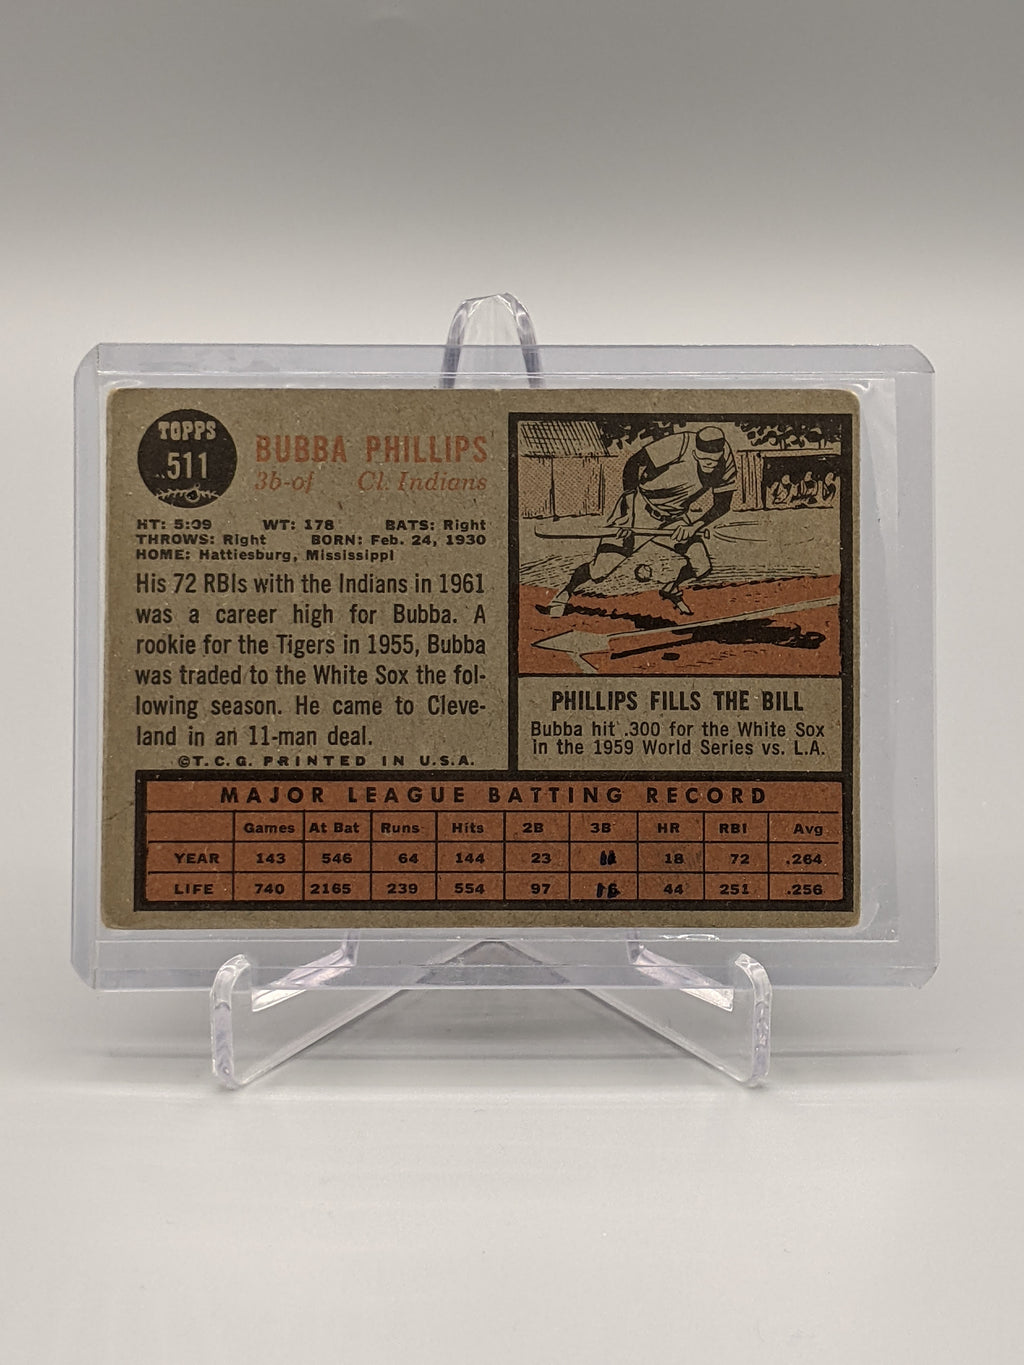 TOPPS
511
BUBBA PHILLIPS
3b-of Cl. Indians
HT: 5:09 WT: 178 BATS: Right
THROWS: Right BORN: Feb. 24, 1930
HOME: Hattiesburg, Mississippi
His 72 RBIs with the Indians in 1961
was a career high for Bubba. A
rookie for the Tigers in 1955, Bubba
was traded to the White Sox the fol-
lowing season. He came to Cleve-
land in an 11-man deal.
©T.C.G. PRINTED IN U.S.A.
PHILLIPS FILLS THE BILL
Bubba hit .300 for the White Sox
in the 1959 World Series vs. L.A.
MAJOR LEAGUE BATTING RECORD
Games At Bat Runs Hits 2B 3B HR RBI Avg
YEAR 143 546 64 144 23 18 72 .264
LIFE 740 2165 239 554 97 44 251 .256